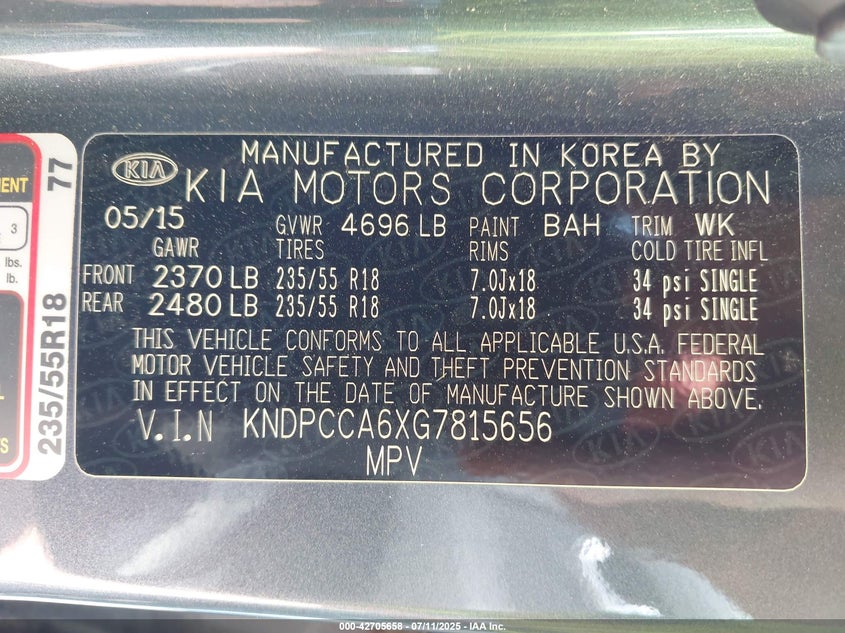 MENT
3
lbs.
lb.
TS
235/55R18 77
KIA
MANUFACTURED IN KOREA BY
KIA MOTORS CORPORATION
05/15 GVWR 4696 LB PAINT BAH TRIM WK
GAWR TIRES RIMS COLD TIRE INFL
FRONT 2370 LB 235/55 R18 7.0Jx18 34 psi SINGLE
REAR 2480 LB 235/55 R18 7.0Jx18 34 psi SINGLE
THIS VEHICLE CONFORMS TO ALL APPLICABLE U.S.A. FEDERAL
MOTOR VEHICLE SAFETY AND THEFT PREVENTION STANDARDS
IN EFFECT ON THE DATE OF MANUFACTURE SHOWN ABOVE.
V.I.N KNDPCCA6XG7815656
MPV
000-42705658 - 07/11/2025 - IAA Inc.